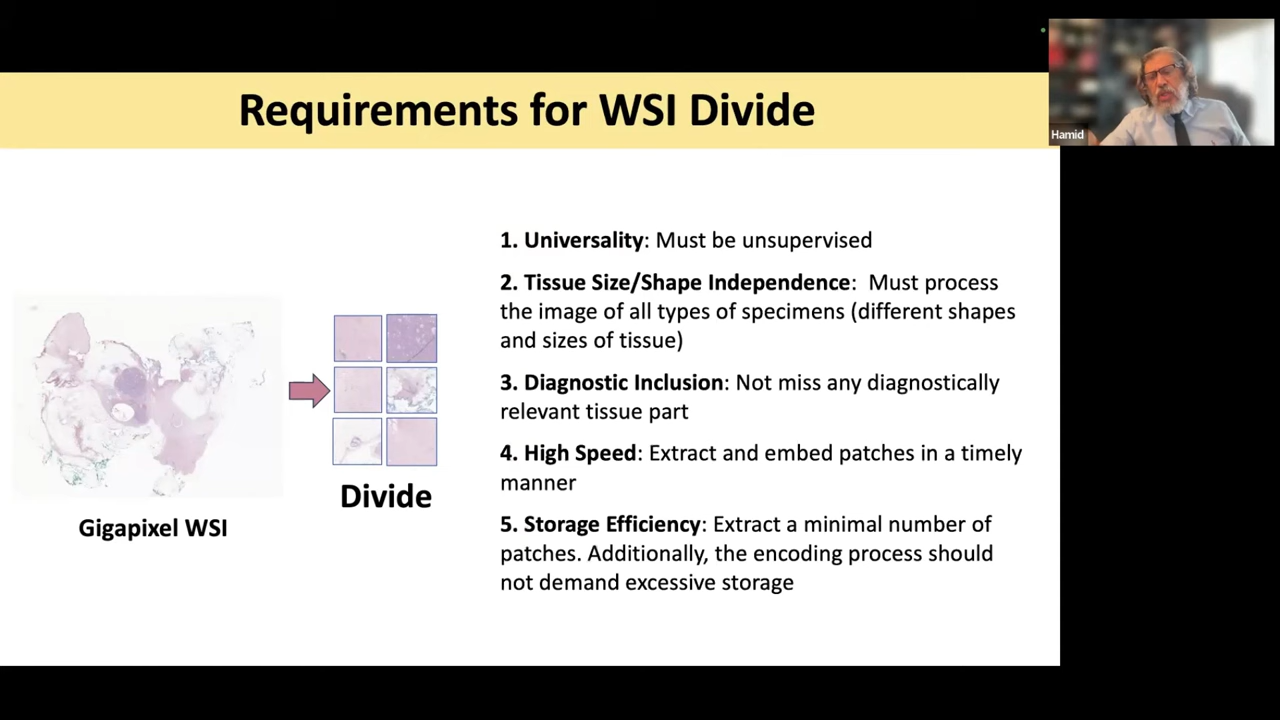 Requirements for WSI Divide
Hamid
1. Universality: Must be unsupervised
2. Tissue Size/Shape Independence: Must process
the image of all types of specimens (different shapes
and sizes of tissue)
3. Diagnostic Inclusion: Not miss any diagnostically
relevant tissue part
4. High Speed: Extract and embed patches in a timely
manner
5. Storage Efficiency: Extract a minimal number of
patches. Additionally, the encoding process should
not demand excessive storage
Divide
Gigapixel WSI